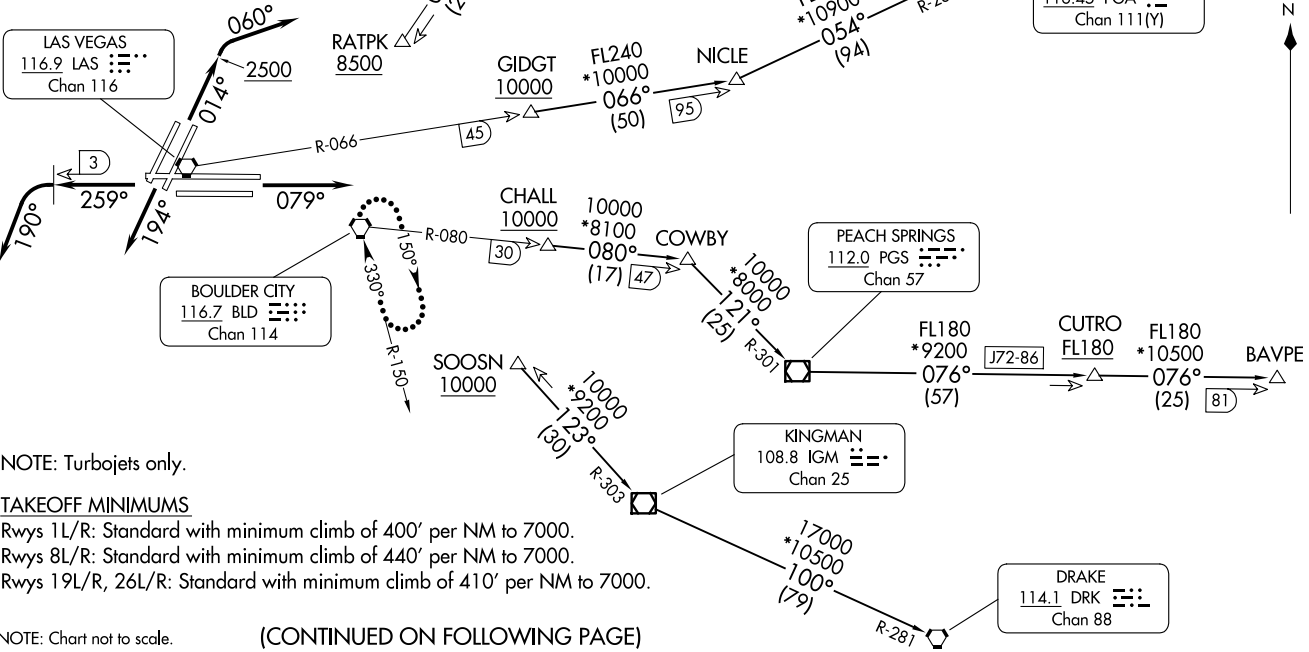 060°
LAS VEGAS
116.9 LAS
Chan 116
2500
014°
RATPK
8500
GIDGT
10000
FL240
*10000
066°
(50)
NICLE
95
*10900
054°
(94)
Chan 111(Y)
N
R-066
45
3
259°
190°
194°
079°
BOULDER CITY
116.7 BLD
Chan 114
150°
330°
R-150
R-080
30
CHALL
10000
10000
*8100
080°
(17)
47
COWBY
10000
*8000
121°
(25)
R-301
PEACH SPRINGS
112.0 PGS
Chan 57
FL180
*9200
076°
(57)
J72-86
CUTRO
FL180
FL180
*10500
076°
(25)
81
BAVPE
SOOSN
10000
10000
*9200
123°
(30)
R-303
KINGMAN
108.8 IGM
Chan 25
17000
*10500
100°
(79)
R-281
DRAKE
114.1 DRK
Chan 88
NOTE: Turbojets only.
TAKEOFF MINIMUMS
Rwys 1L/R: Standard with minimum climb of 400' per NM to 7000.
Rwys 8L/R: Standard with minimum climb of 440' per NM to 7000.
Rwys 19L/R, 26L/R: Standard with minimum climb of 410' per NM to 7000.
NOTE: Chart not to scale.
(CONTINUED ON FOLLOWING PAGE)